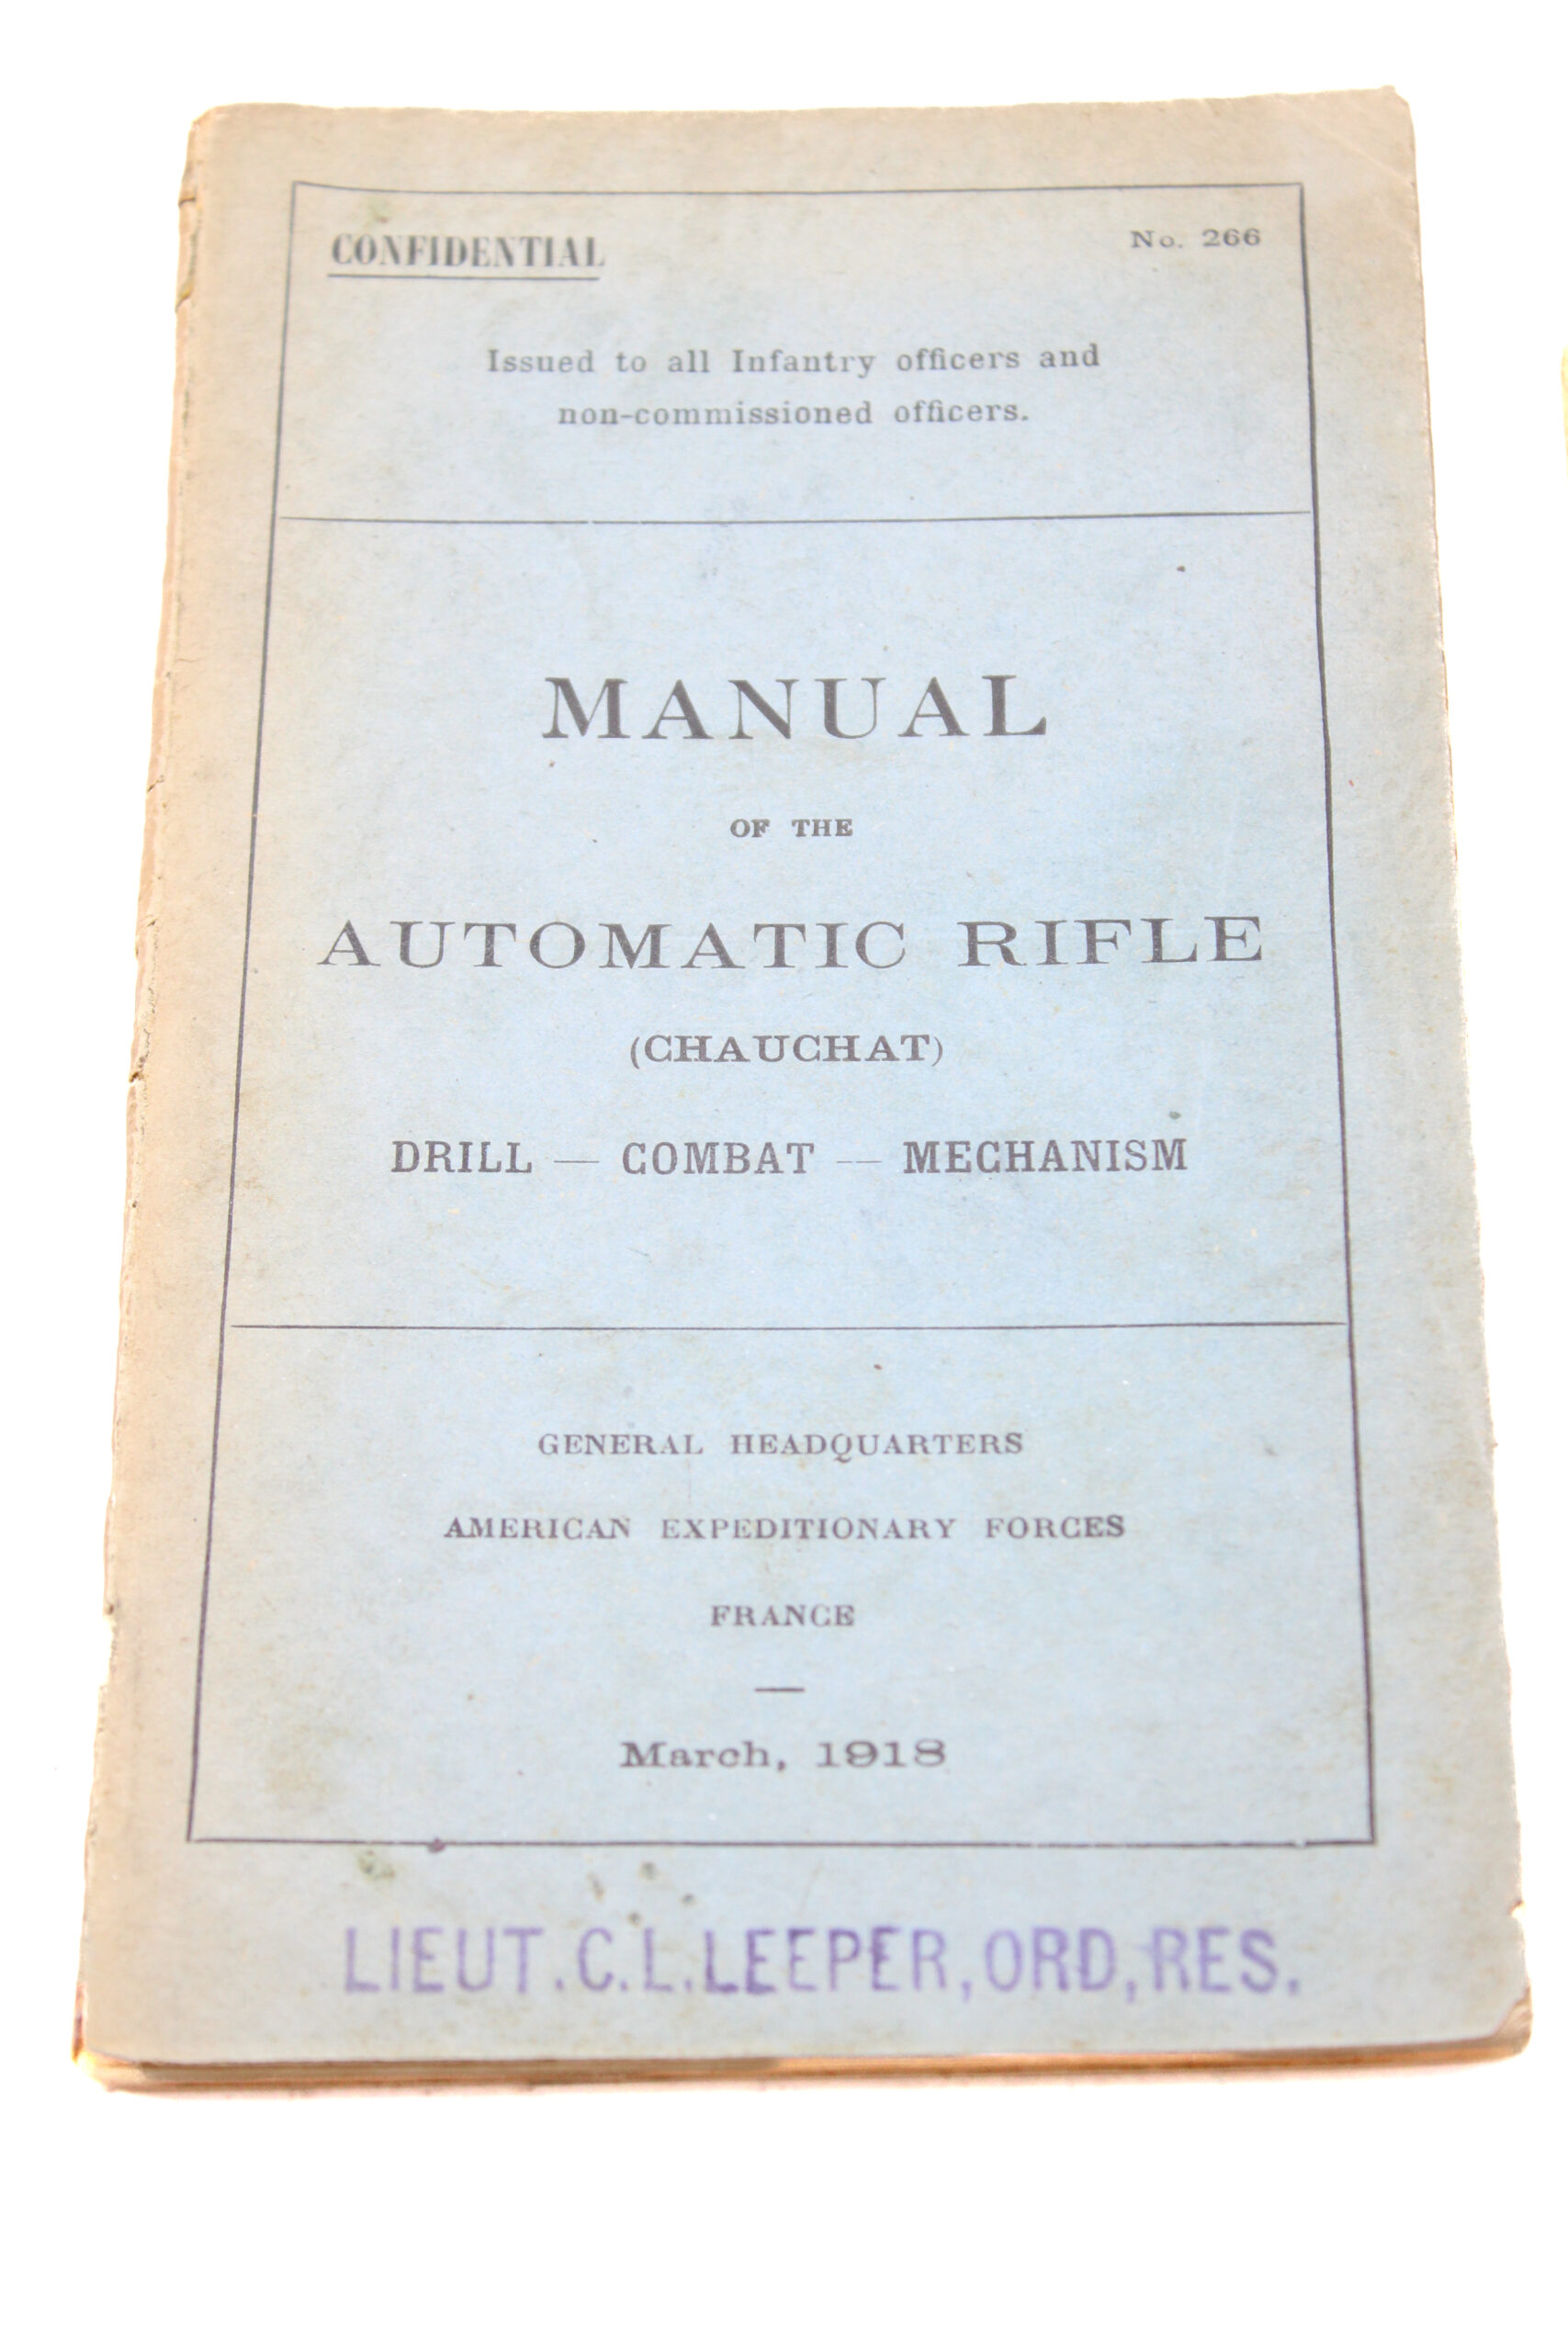 CONFIDENTIAL
No. 266
Issued to all Infantry officers and
non-commissioned officers.
MANUAL
OF THE
AUTOMATIC RIFLE
(CHAUCHAT)
DRILL — COMBAT — MECHANISM
GENERAL HEADQUARTERS
AMERICAN EXPEDITIONARY FORCES
FRANCE
—
March, 1918
LIEUT.C.L.LEEPER,ORD,RES.